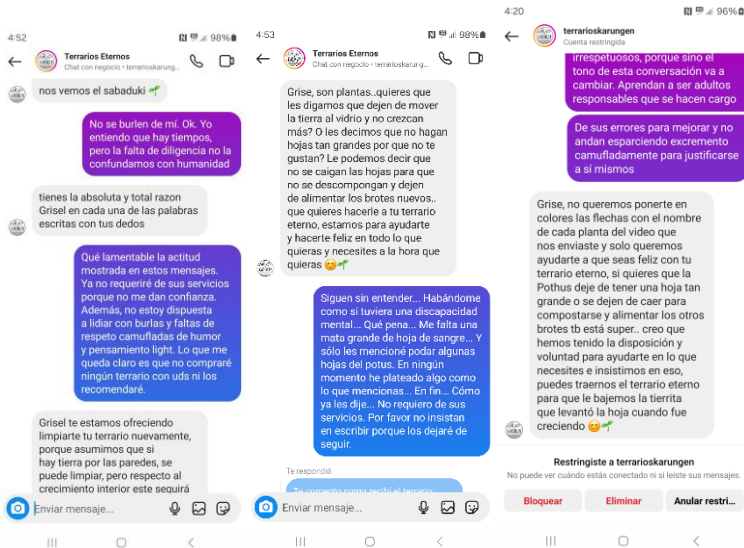 4:52
98%
Terrarios Eternos
Chat con negocio • terrarioskarung...
nos vemos el sabaduki
No se burlen de mí. Ok. Yo
entiendo que hay tiempos,
pero la falta de diligencia no la
confundamos con humanidad
tienes la absoluta y total razon
Grisel en cada una de las palabras
escritas con tus dedos
Qué lamentable la actitud
mostrada en estos mensajes.
Ya no requeriré de sus servicios
porque no me dan confianza.
Además, no estoy dispuesta
a lidiar con burlas y faltas de
respeto camufladas de humor
y pensamiento light. Lo que me
queda claro es que no compraré
ningún terrario con uds ni los
recomendaré.
Grisel te estamos ofreciendo
limpiarte tu terrario nuevamente,
porque asumimos que si
hay tierra por las paredes, se
puede limpiar, pero respecto al
crecimiento interior este seguirá
Enviar mensaje...
4:53
98%
Terrarios Eternos
Chat con negocio • terrarioskarung...
Grise, son plantas..quieres que
les digamos que dejen de mover
la tierra al vidrio y no crezcan
más? O les decimos que no hagan
hojas tan grandes por que no te
gustan? Le podemos decir que
no se caigan las hojas para que
no se descompongan y dejen
de alimentar los brotes nuevos..
que quieres hacerle a tu terrario
eterno, estamos para ayudarte
y hacerte feliz en todo lo que
quieras y necesites a la hora que
quieras
Siguen sin entender... Habándome
como si tuviera una discapacidad
mental... Qué pena... Me falta una
mata grande de hoja de sangre... Y
sólo les mencioné podar algunas
hojas del potus. En ningún
momento he plateado algo como
lo que mencionas... En fin... Cómo
ya les dije... No requiero de sus
servicios. Por favor no insistan
en escribir porque los dejaré de
seguir.
Te respondió
Te comento como recibí el terrario
Enviar mensaje...
4:20
96%
terrarioskarungen
Cuenta restringida
irrespetuosos, porque sino el
tono de esta conversación va a
cambiar. Aprendan a ser adultos
responsables que se hacen cargo
De sus errores para mejorar y no
andan esparciendo excremento
camufladamente para justificarse
a sí mismos
Grise, no queremos ponerte en
colores las flechas con el nombre
de cada planta del video que
nos enviaste y solo queremos
ayudarte a que seas feliz con tu
terrario eterno, si quieres que la
Pothus deje de tener una hoja tan
grande o se dejen de caer para
compostarse y alimentar los otros
brotes tb está super.. creo que
hemos tenido la disposición y
voluntad para ayudarte en lo que
necesites e insistimos en eso,
puedes traernos el terrario eterno
para que le bajemos la tierrita
que levantó la hoja cuando fue
creciendo
Restringiste a terrarioskarungen
No puede ver cuándo estás conectado ni si leíste sus mensajes.
Bloquear
Eliminar
Anular restri...